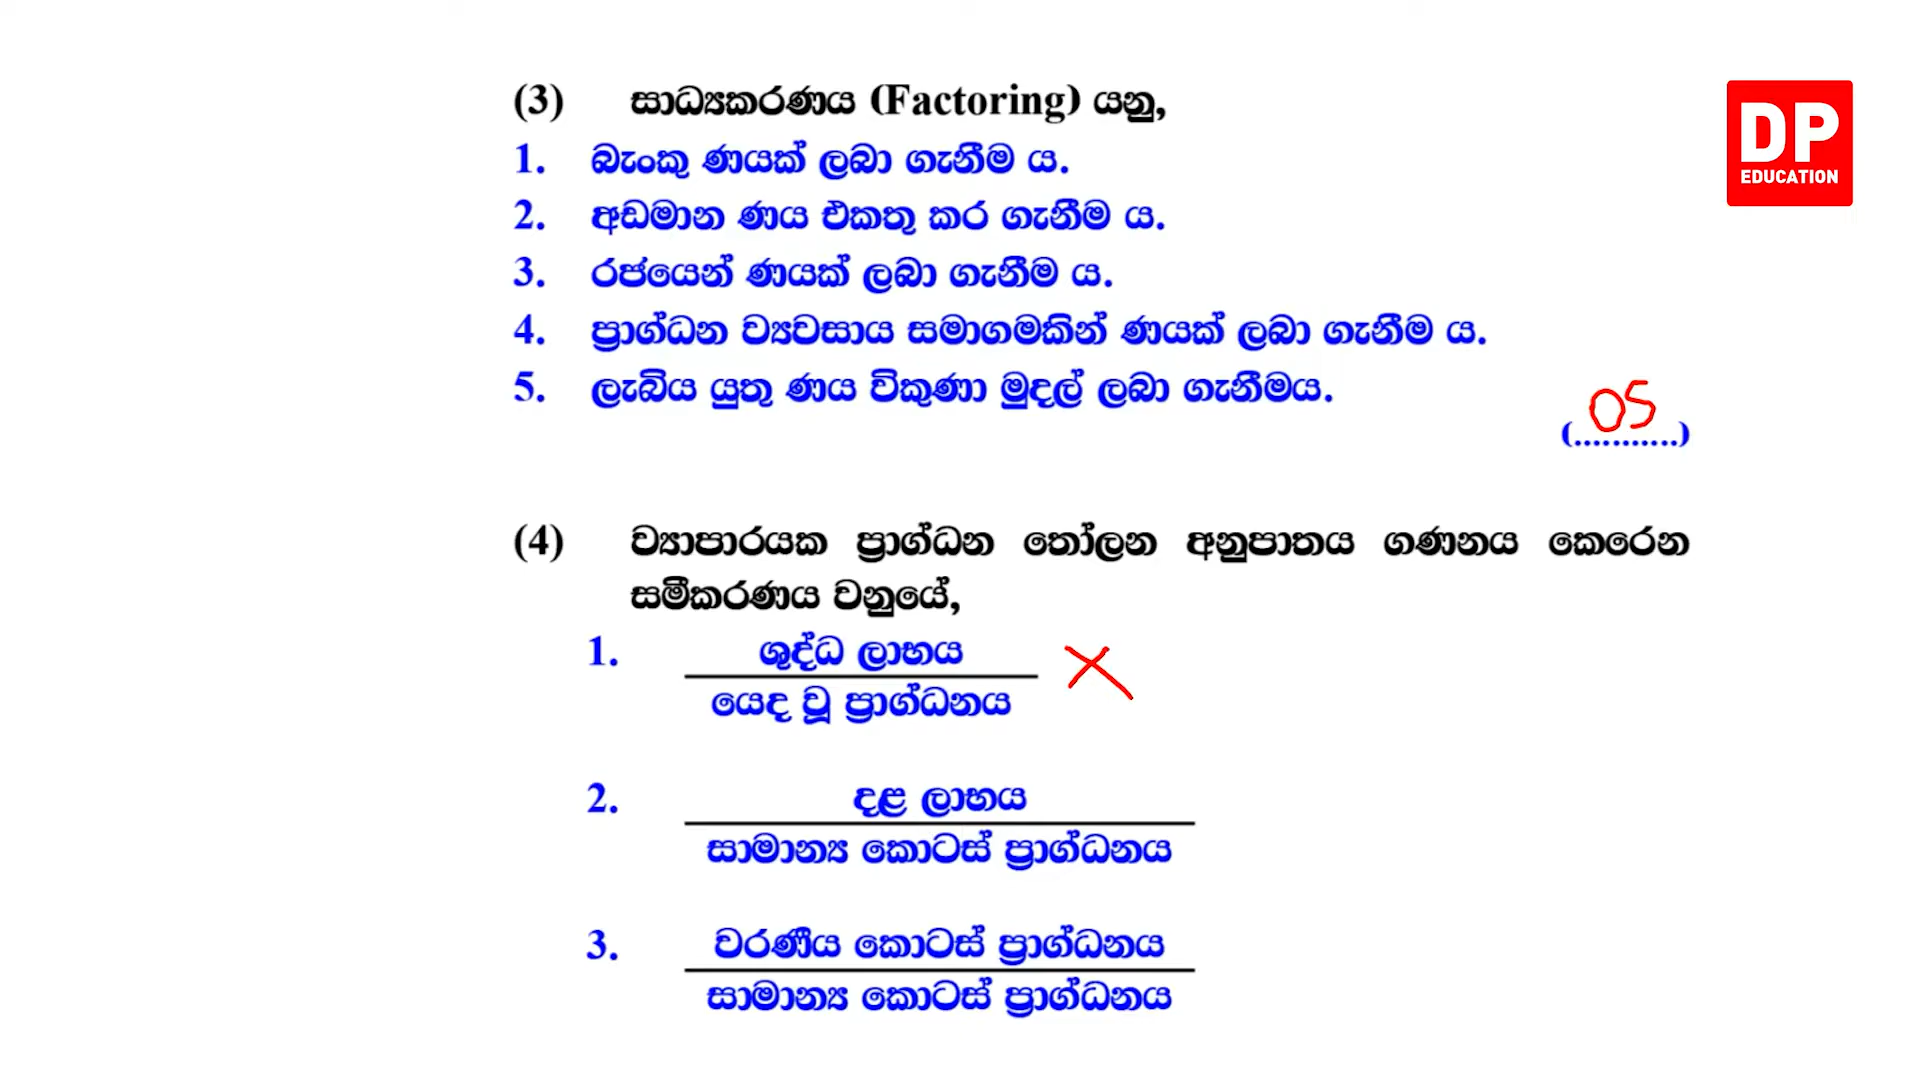 (3) සාධ්‍යකරණය (Factoring) යනු,
1. බැංකු ණයක් ලබා ගැනීම ය.
2. අඩමාන ණය එකතු කර ගැනීම ය.
3. රජයෙන් ණයක් ලබා ගැනීම ය.
4. ප්‍රාග්ධන ව්‍යවසාය සමාගමකින් ණයක් ලබා ගැනීම ය.
5. ලැබිය යුතු ණය විකුණා මුදල් ලබා ගැනීමය.
05
(...........)
(4) ව්‍යාපාරයක ප්‍රාග්ධන තෝලන අනුපාතය ගණනය කෙරෙන
සමීකරණය වනුයේ,
1. ශුද්ධ ලාභය
යෙද වූ ප්‍රාග්ධනය
2. දළ ලාභය
සාමාන්‍ය කොටස් ප්‍රාග්ධනය
3. වරණීය කොටස් ප්‍රාග්ධනය
සාමාන්‍ය කොටස් ප්‍රාග්ධනය
DP
EDUCATION